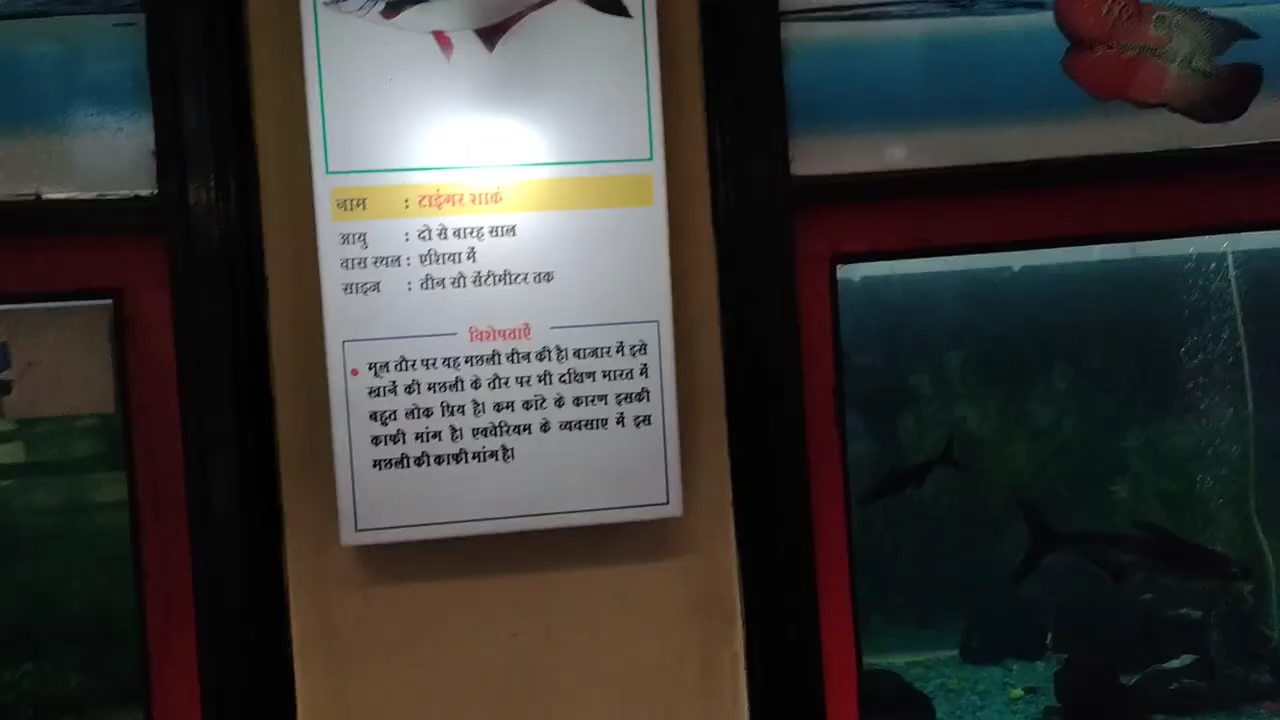 नाम : टाईगर शार्क
आयु : दो से बारह साल
वास स्थल : एशिया में
साइज : तीन सौ सेंटीमीटर तक
विशेषताएें
• मूल तौर पर यह मछली चीन की है। बाजार में इसे
खानें की मछली के तौर पर भी दक्षिण भारत में
बहुत लोक प्रिय है। कम कांटे के कारण इसकी
काफी मांग है। एक्वेरियम के व्यवसाए में इस
मछली की काफी मांग है।